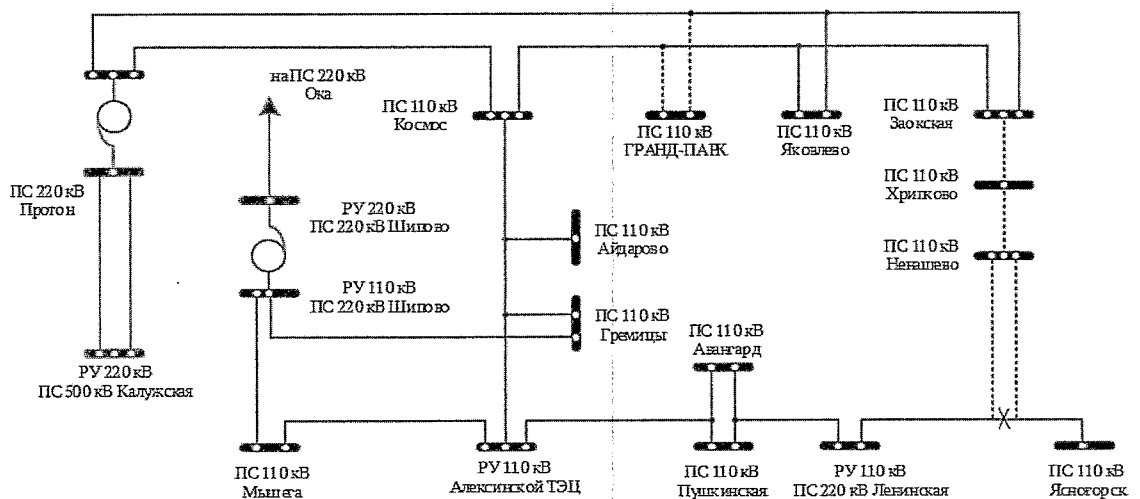 на ПС 220 кВ
Ока
ПС 110 кВ
Космос
ПС 110 кВ
ГРАНД-ПАРК
ПС 110 кВ
Яковлево
ПС 110 кВ
Заокская
ПС 220 кВ
Протон
РУ 220 кВ
ПС 220 кВ Шипово
ПС 110 кВ
Хрипково
ПС 110 кВ
Айдарово
ПС 110 кВ
Ненашево
РУ 110 кВ
ПС 220 кВ Шипово
ПС 110 кВ
Гремицы
ПС 110 кВ
Авангард
РУ 220 кВ
ПС 500 кВ Калужская
ПС 110 кВ
Мышега
РУ 110 кВ
Алексинской ТЭЦ
ПС 110 кВ
Пушкинская
РУ 110 кВ
ПС 220 кВ Ленинская
ПС 110 кВ
Ясногорск